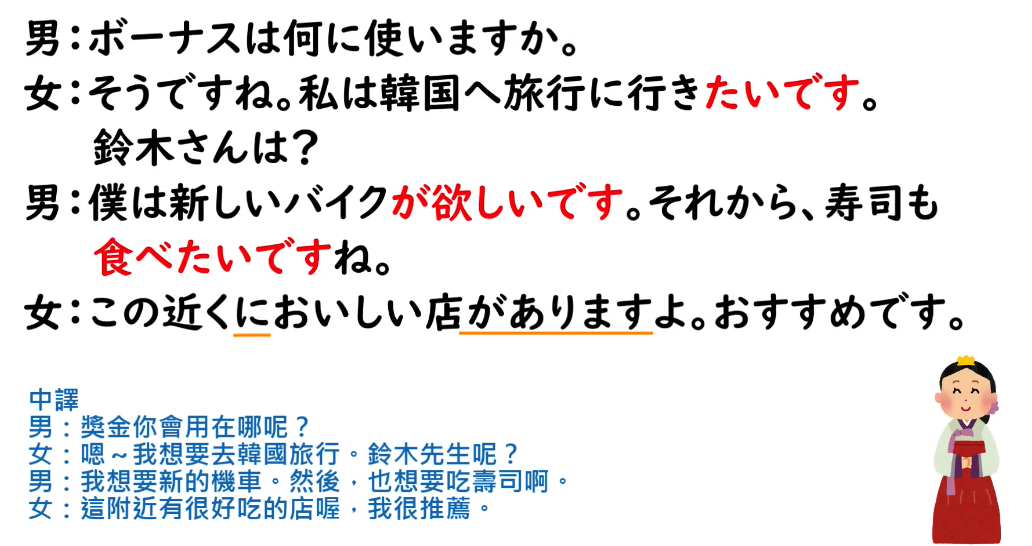 男：ボーナスは何に使いますか。
女：そうですね。私は韓国へ旅行に行きたいです。
鈴木さんは？
男：僕は新しいバイクが欲しいです。それから、寿司も
食べたいですね。
女：この近くにおいしい店がありますよ。おすすめです。
中譯
男：獎金你會用在哪呢？
女：嗯～我想要去韓國旅行。鈴木先生呢？
男：我想要新的機車。然後，也想要吃壽司啊。
女：這附近有很好吃的店喔，我很推薦。